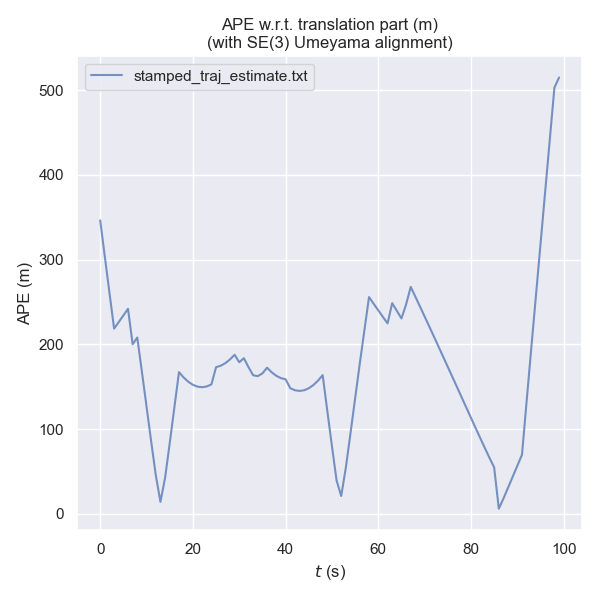 APE w.r.t. translation part (m)
(with SE(3) Umeyama alignment)
stamped_traj_estimate.txt
500
400
300
200
100
0
APE (m)
0 20 40 60 80 100
t (s)